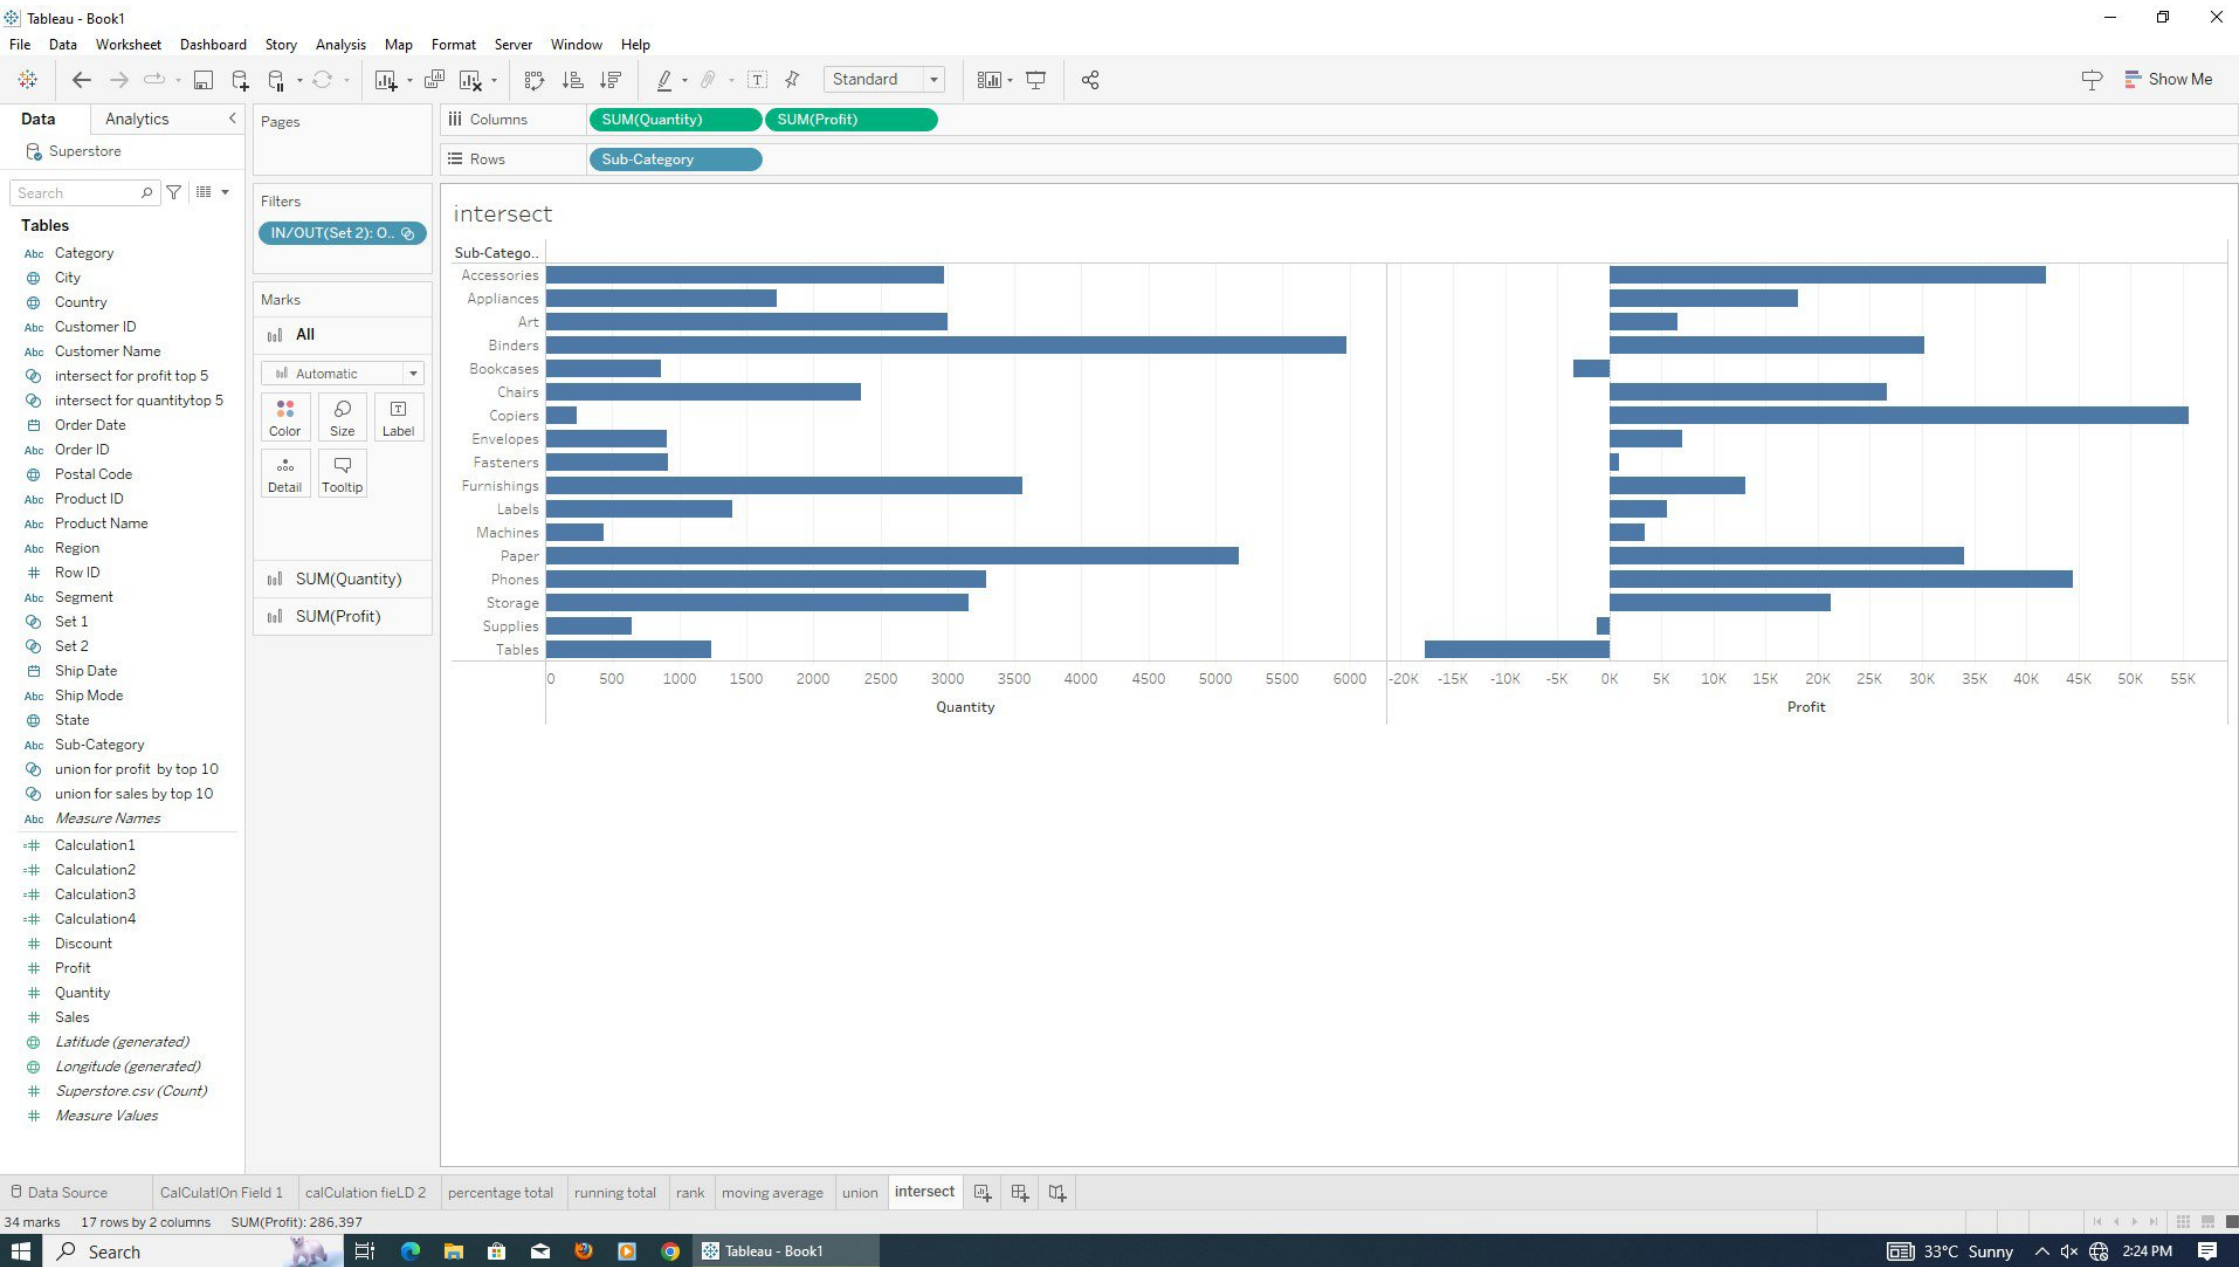 Tableau - Book1
File Data Worksheet Dashboard Story Analysis Map Format Server Window Help
Standard
Show Me
Data Analytics
Superstore
Search
Tables
Abc Category
City
Country
Abc Customer ID
Abc Customer Name
intersect for profit top 5
intersect for quantitytop 5
Order Date
Abc Order ID
Postal Code
Abc Product ID
Abc Product Name
Abc Region
# Row ID
Abc Segment
Set 1
Set 2
Ship Date
Abc Ship Mode
State
Abc Sub-Category
union for profit by top 10
union for sales by top 10
Abc Measure Names
=# Calculation1
=# Calculation2
=# Calculation3
=# Calculation4
# Discount
# Profit
# Quantity
# Sales
Latitude (generated)
Longitude (generated)
# Superstore.csv (Count)
# Measure Values
Pages
Filters
IN/OUT(Set 2): O..
Marks
All
Automatic
Color Size Label
Detail Tooltip
SUM(Quantity)
SUM(Profit)
Columns SUM(Quantity) SUM(Profit)
Rows Sub-Category
intersect
Sub-Catego..
Accessories
Appliances
Art
Binders
Bookcases
Chairs
Copiers
Envelopes
Fasteners
Furnishings
Labels
Machines
Paper
Phones
Storage
Supplies
Tables
0 500 1000 1500 2000 2500 3000 3500 4000 4500 5000 5500 6000 -20K -15K -10K -5K 0K 5K 10K 15K 20K 25K 30K 35K 40K 45K 50K 55K
Quantity Profit
Data Source CalCulatIOn Field 1 calCulation fieLD 2 percentage total running total rank moving average union intersect
34 marks 17 rows by 2 columns SUM(Profit): 286,397
Search Tableau - Book1 33°C Sunny 2:24 PM